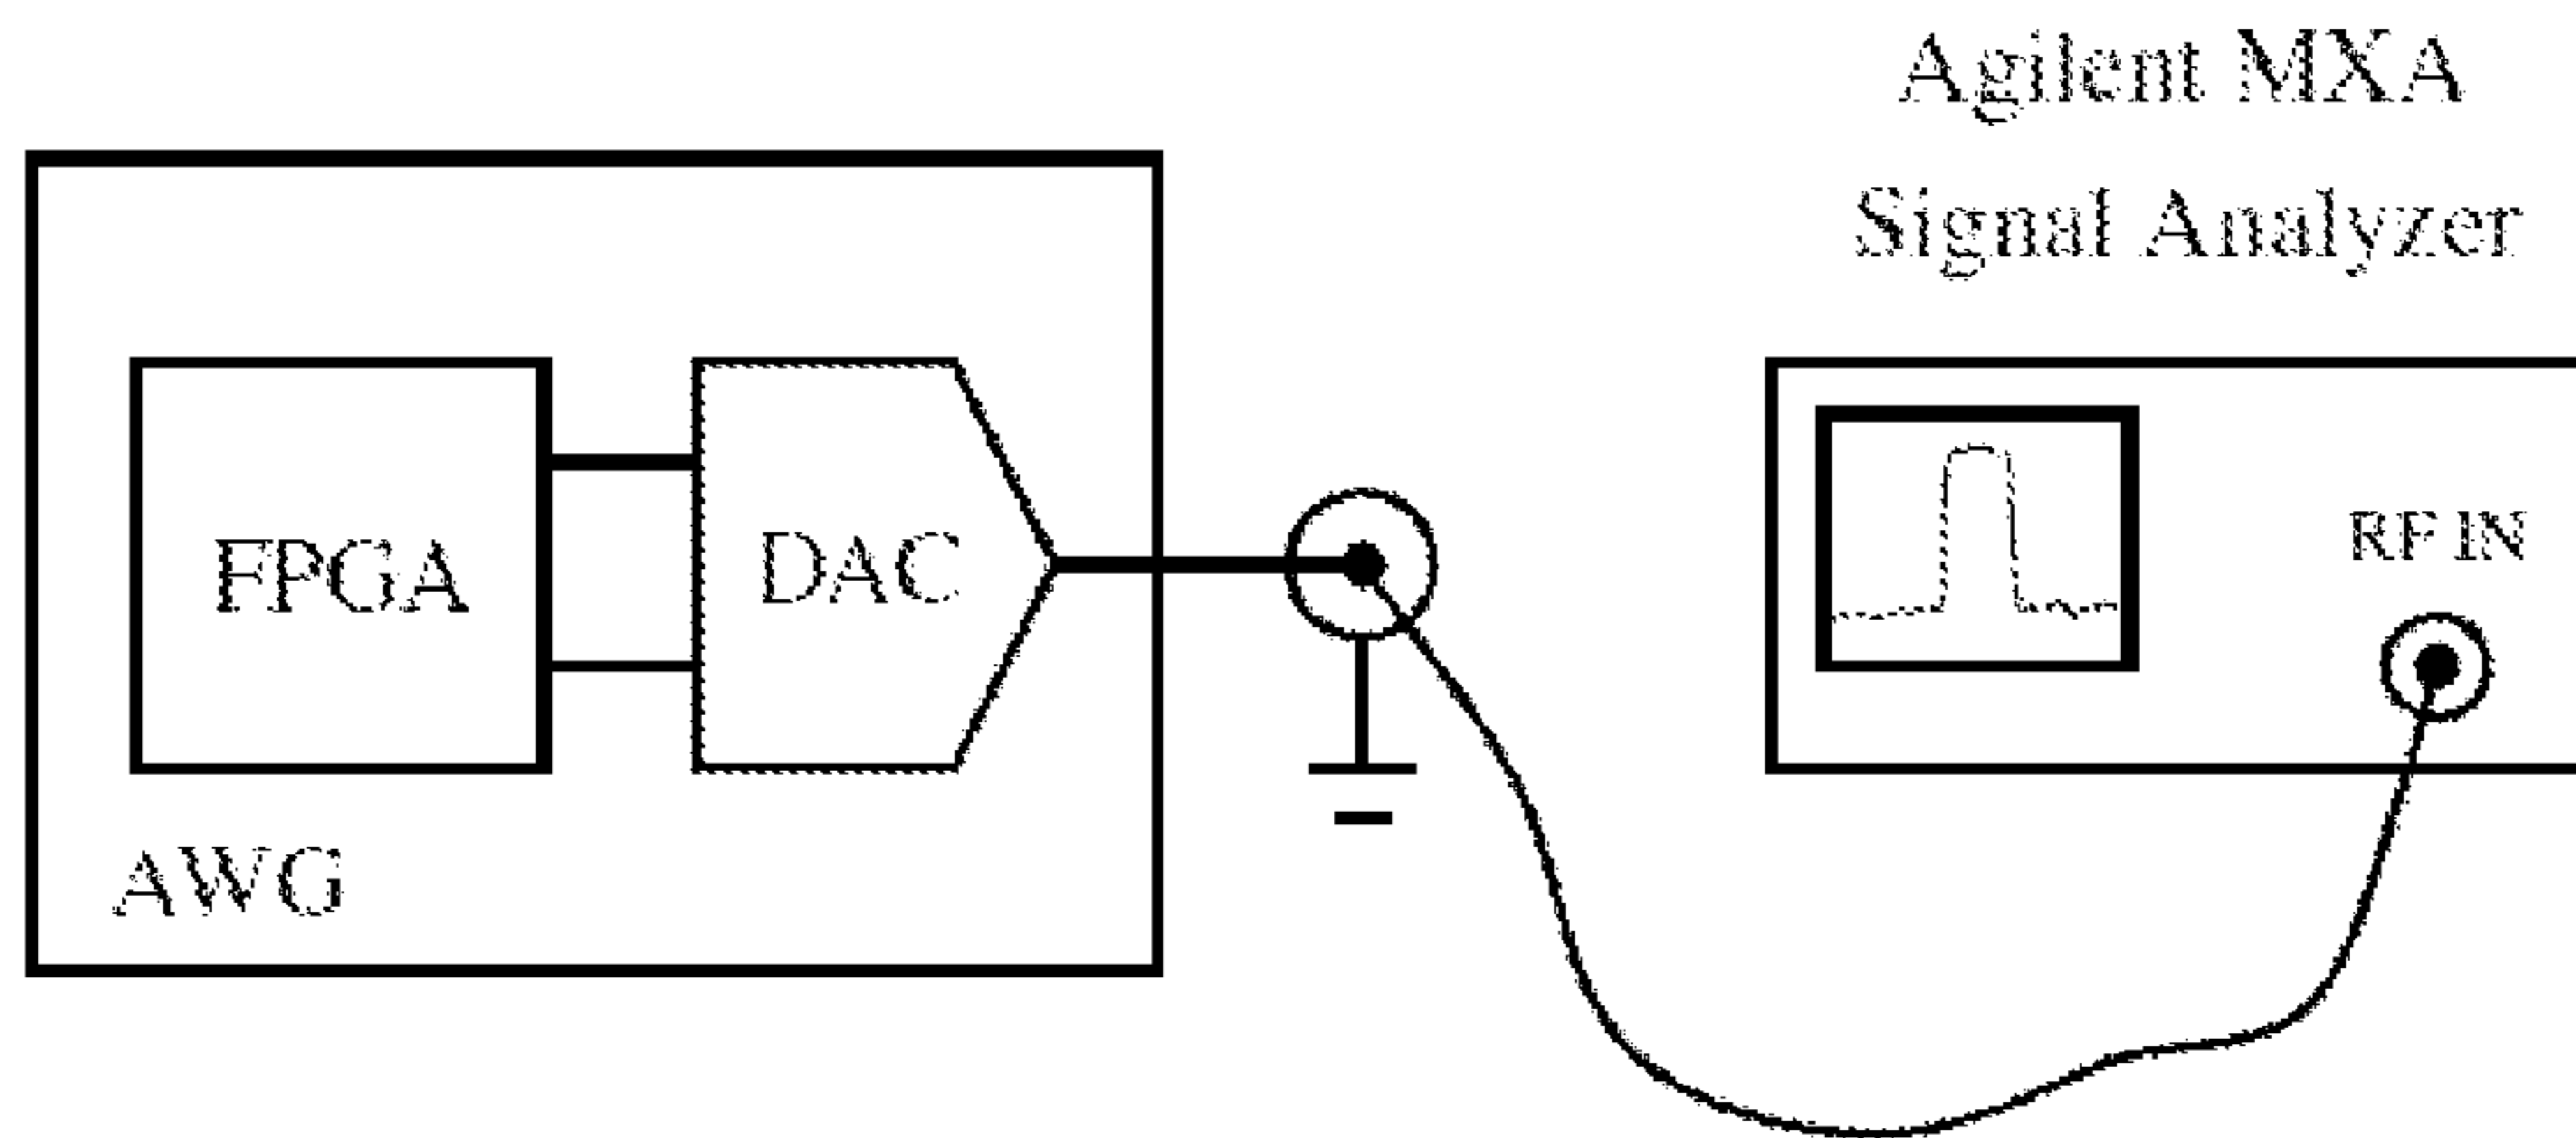 Agilent MXA
Signal Analyzer
FPGA
DAC
RF IN
AWG